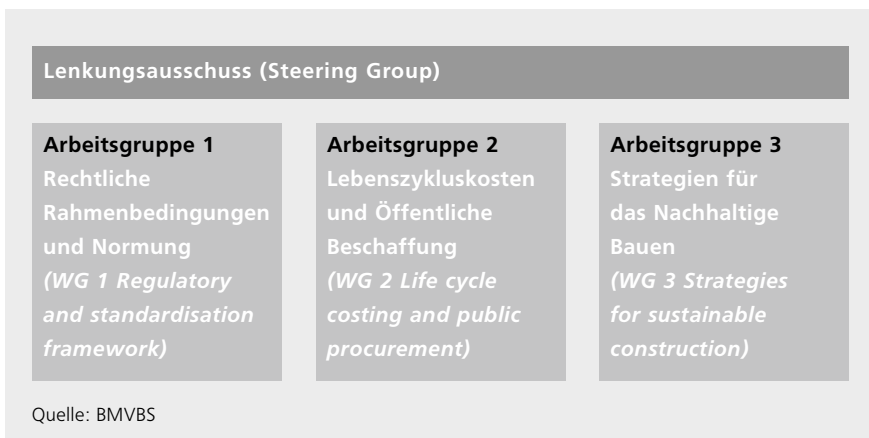 Lenkungsausschuss (Steering Group)
Arbeitsgruppe 1
Rechtliche
Rahmenbedingungen
und Normung
(WG 1 Regulatory
and standardisation
framework)
Arbeitsgruppe 2
Lebenszykluskosten
und Öffentliche
Beschaffung
(WG 2 Life cycle
costing and public
procurement)
Arbeitsgruppe 3
Strategien für
das Nachhaltige
Bauen
(WG 3 Strategies
for sustainable
construction)
Quelle: BMVBS